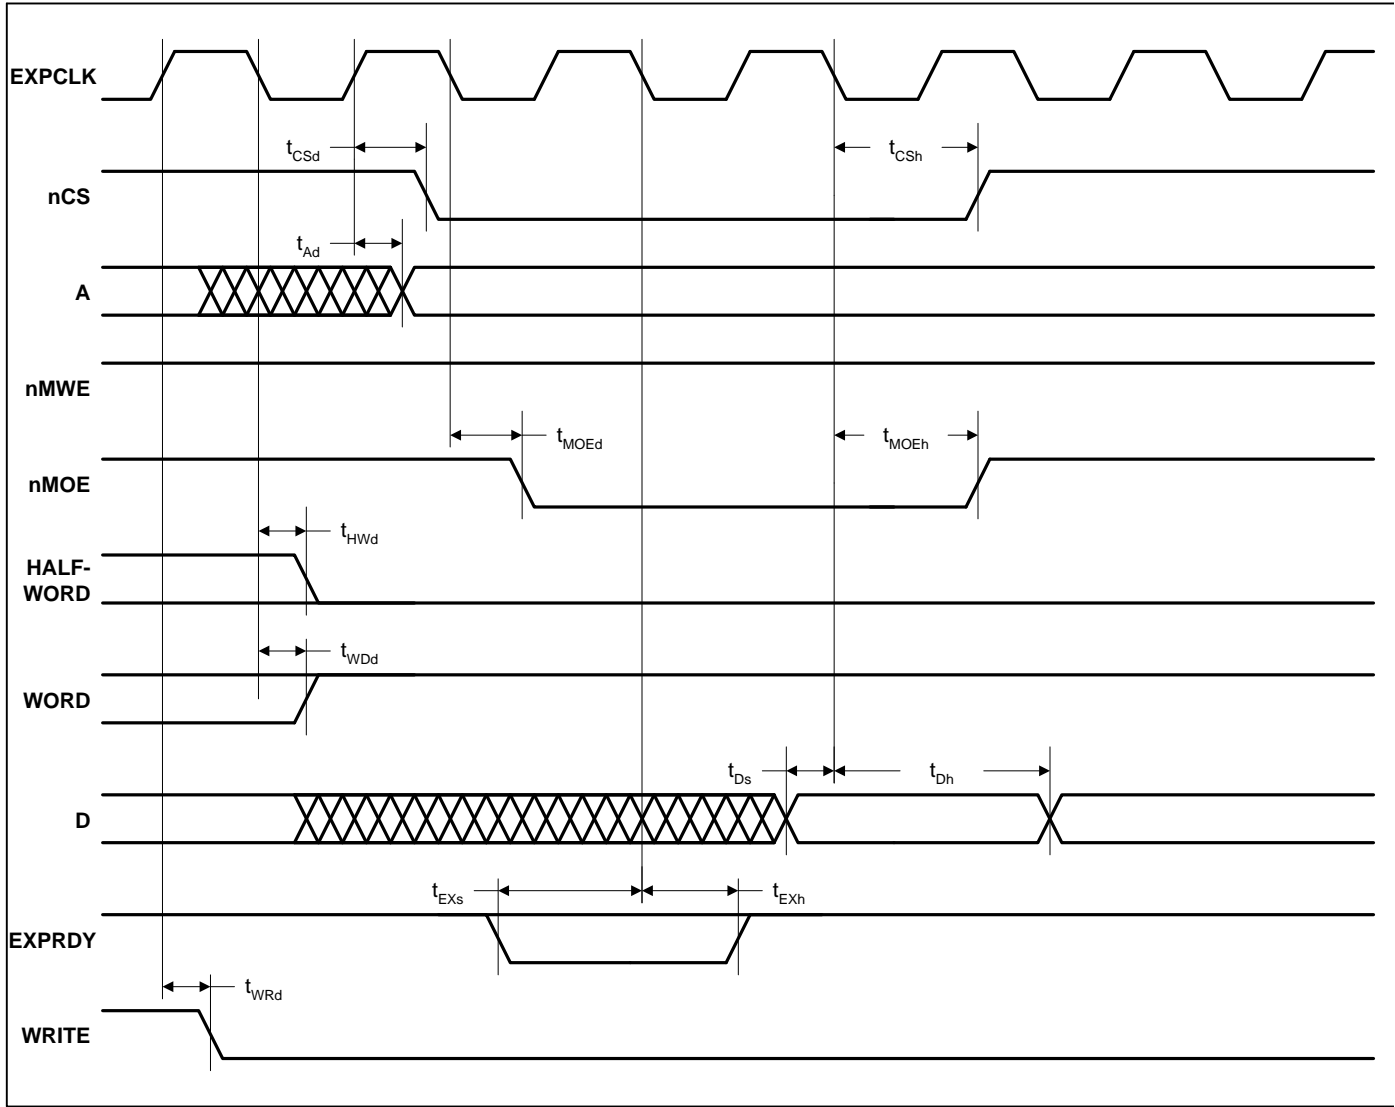 EXPCLK
tCSd
tCSh
nCS
tAd
A
nMWE
tMOEd
tMOEh
nMOE
tHWd
HALF-
WORD
tWDd
WORD
tDs
tDh
D
tEXs
tEXh
EXPRDY
tWRd
WRITE